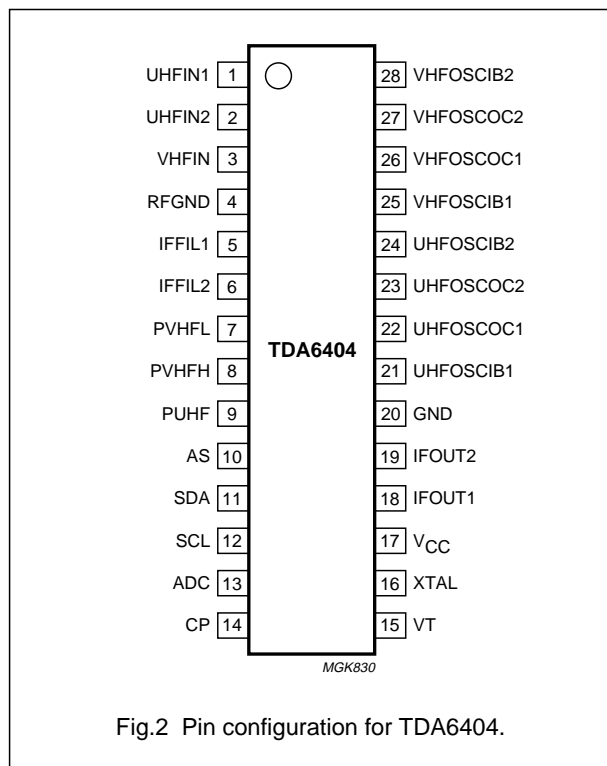 UHFIN1 1 28 VHFOSCIB2
UHFIN2 2 27 VHFOSCOC2
VHFIN 3 26 VHFOSCOC1
RFGND 4 25 VHFOSCIB1
IFFIL1 5 24 UHFOSCIB2
IFFIL2 6 23 UHFOSCOC2
PVHFL 7 22 UHFOSCOC1
TDA6404
PVHFH 8 21 UHFOSCIB1
PUHF 9 20 GND
AS 10 19 IFOUT2
SDA 11 18 IFOUT1
SCL 12 17 VCC
ADC 13 16 XTAL
CP 14 15 VT
MGK830
Fig.2 Pin configuration for TDA6404.